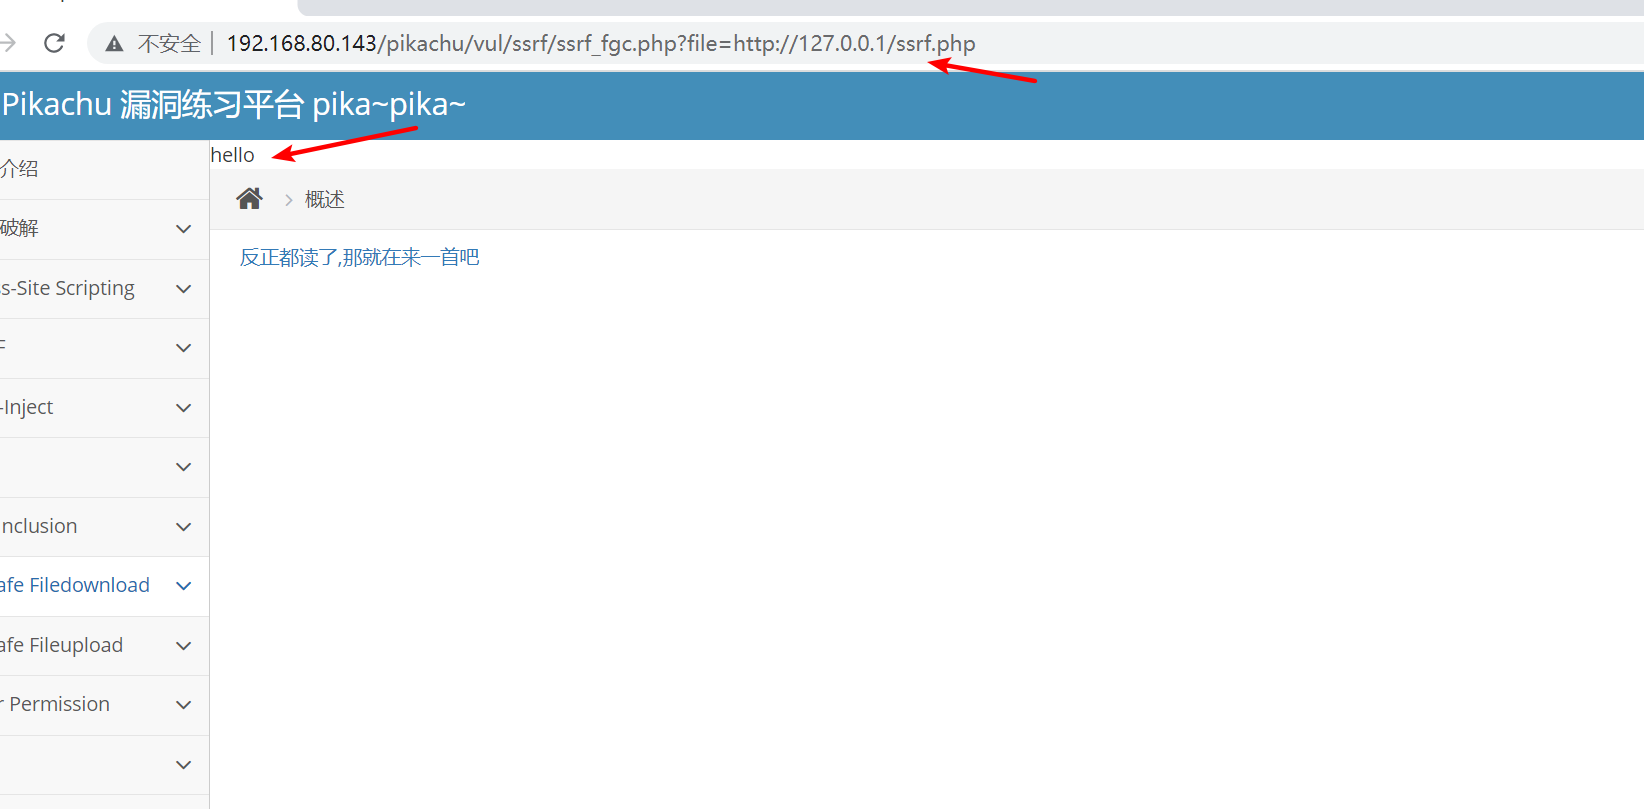 不安全 | 192.168.80.143/pikachu/vul/ssrf/ssrf_fgc.php?file=http://127.0.0.1/ssrf.php
Pikachu 漏洞练习平台 pika~pika~
介绍
破解
s-Site Scripting
F
-Inject
nclusion
afe Filedownload
afe Fileupload
r Permission
hello
概述
反正都读了,那就在来一首吧